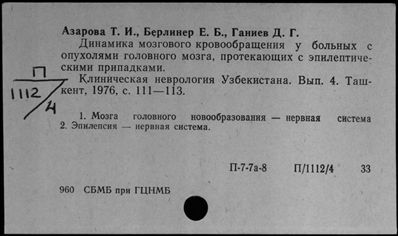 Азарова Т. И., Берлинер Е. Б., Ганиев Д. Г.
Динамика мозгового кровообращения у больных с
опухолями головного мозга, протекающих с эпилептиче-
скими припадками.
П
1112/4
Клиническая неврология Узбекистана. Вып. 4. Таш-
кент, 1976, с. 111—113.
1. Мозга головного новообразования — нервная система
2. Эпилепсия — нервная система.
П-7-7а-8 П/1112/4 33
960 СБМБ при ГЦНМБ